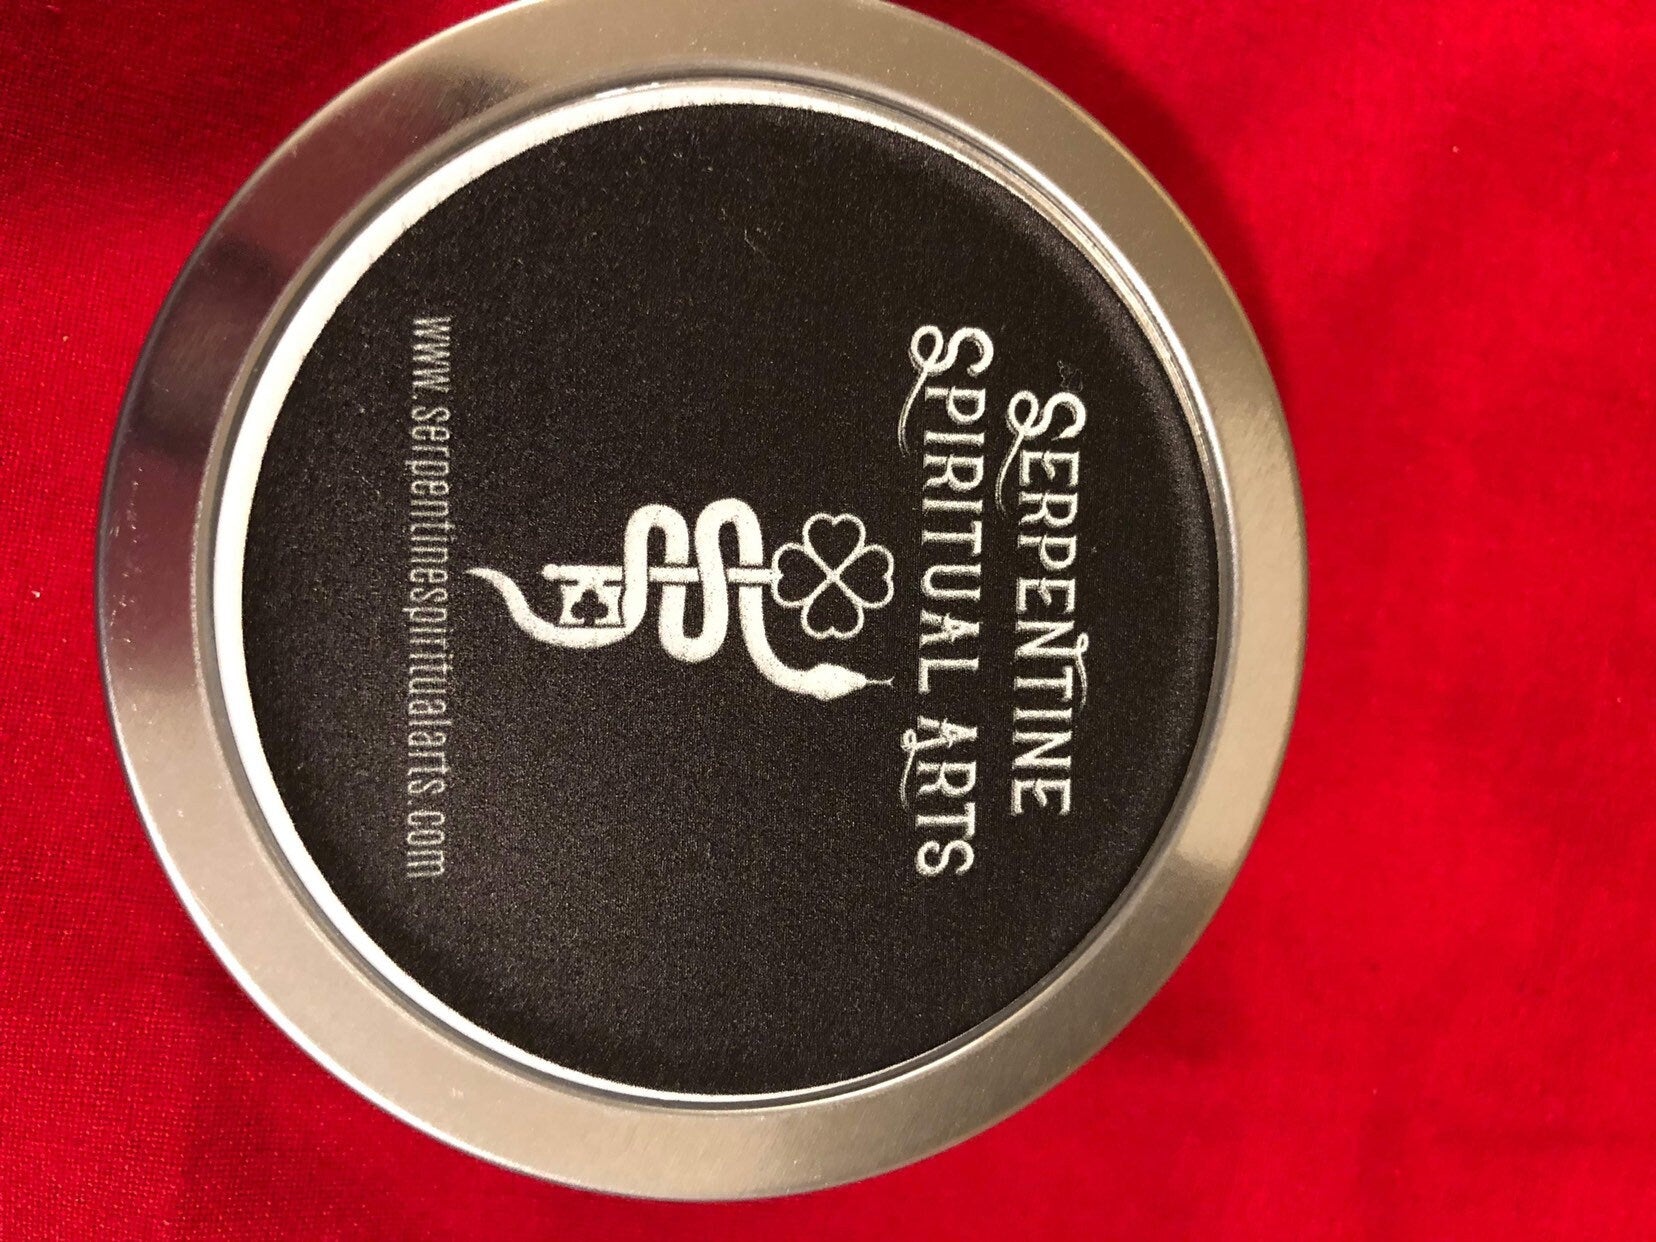 SERPENTINE
SPIRITUAL ARTS
www.serpentinespiritualarts.com